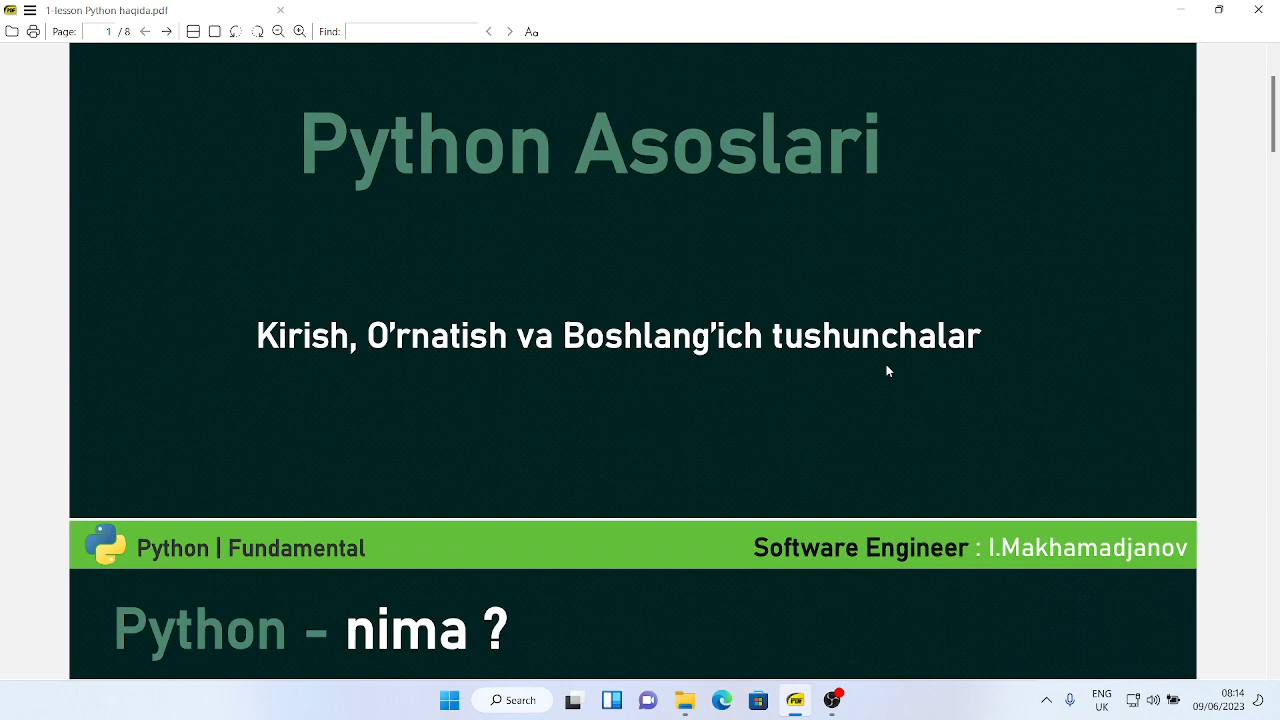 1-lesson Python haqida.pdf
Page: 1 / 8 Find: Aa
Python Asoslari
Kirish, O’rnatish va Boshlang’ich tushunchalar
Python | Fundamental
Software Engineer : I.Makhamadjanov
Python - nima ?
Search
ENG
UK
08:14
09/06/2023